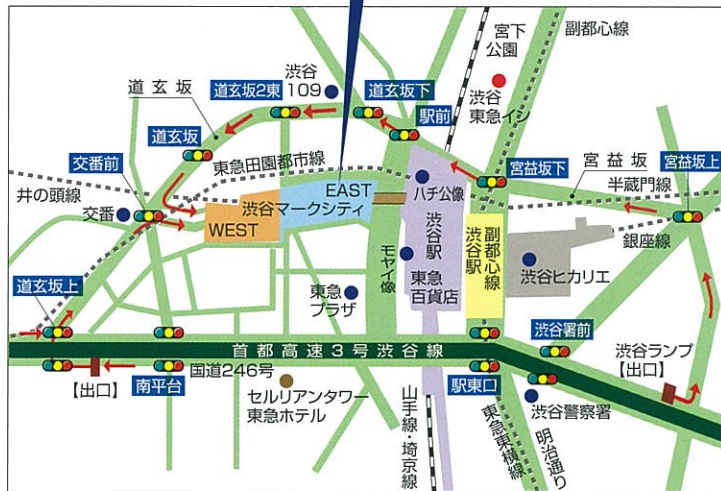 宮下
公園
副都心線
渋谷
109
道玄坂下
道玄坂2東
道玄坂
駅前
渋谷
東急イン
道玄坂
宮益坂下
宮益坂
宮益坂上
交番前
東急田園都市線
井の頭線
EAST
ハチ公像
半蔵門線
交番
渋谷マークシティ
WEST
渋谷駅
副都心線
渋谷駅
銀座線
モヤイ像
東急
百貨店
渋谷ヒカリエ
道玄坂上
東急
プラザ
渋谷署前
首都高速3号渋谷線
渋谷ランプ
【出口】
【出口】
南平台
国道246号
駅東口
セルリアンタワー
東急ホテル
山手線・埼京線
東急東横線
明治通り
渋谷警察署